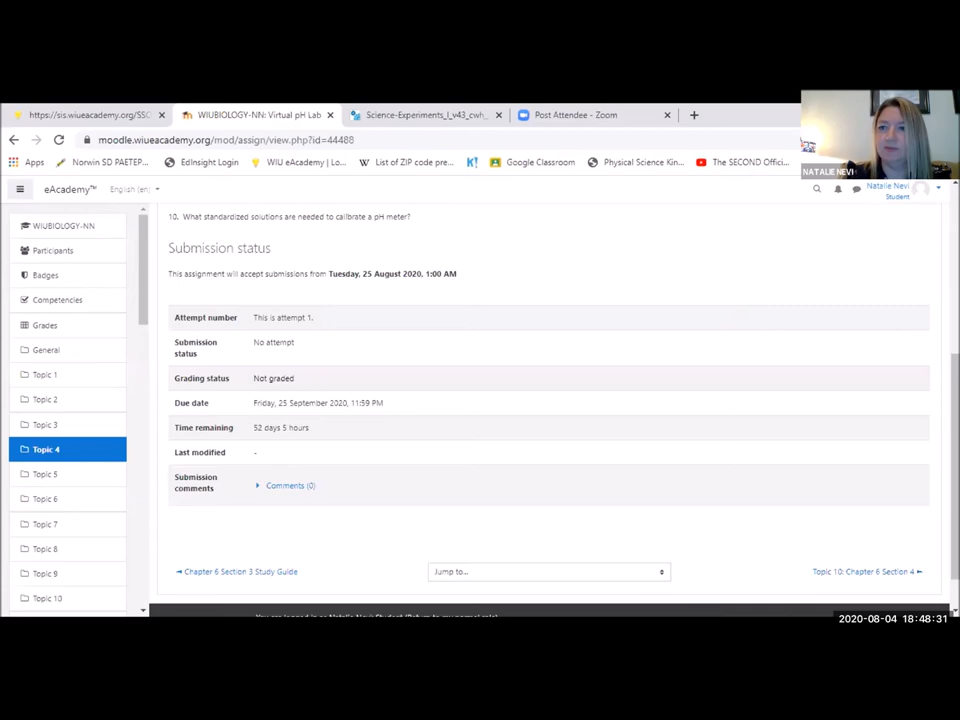 https://sis.wiueacademy.org/SSC
WIUBIOLOGY-NN: Virtual pH Lab
Science-Experiments_I_v43_cwh_
Post Attendee - Zoom
moodle.wiueacademy.org/mod/assign/view.php?id=44488
Apps
Norwin SD PAETEP...
EdInsight Login
WIU eAcademy | Lo...
List of ZIP code pre...
Google Classroom
Physical Science Kin...
The SECOND Offici...
NATALIE NEVI
eAcademy™
English (en)
Natalie Nevi
Student
WIUBIOLOGY-NN
Participants
Badges
Competencies
Grades
General
Topic 1
Topic 2
Topic 3
Topic 4
Topic 5
Topic 6
Topic 7
Topic 8
Topic 9
Topic 10
10. What standardized solutions are needed to calibrate a pH meter?
Submission status
This assignment will accept submissions from Tuesday, 25 August 2020, 1:00 AM
Attempt number This is attempt 1.
Submission status No attempt
Grading status Not graded
Due date Friday, 25 September 2020, 11:59 PM
Time remaining 52 days 5 hours
Last modified -
Submission comments Comments (0)
◄ Chapter 6 Section 3 Study Guide
Jump to...
Topic 10: Chapter 6 Section 4 ►
2020-08-04 18:48:31